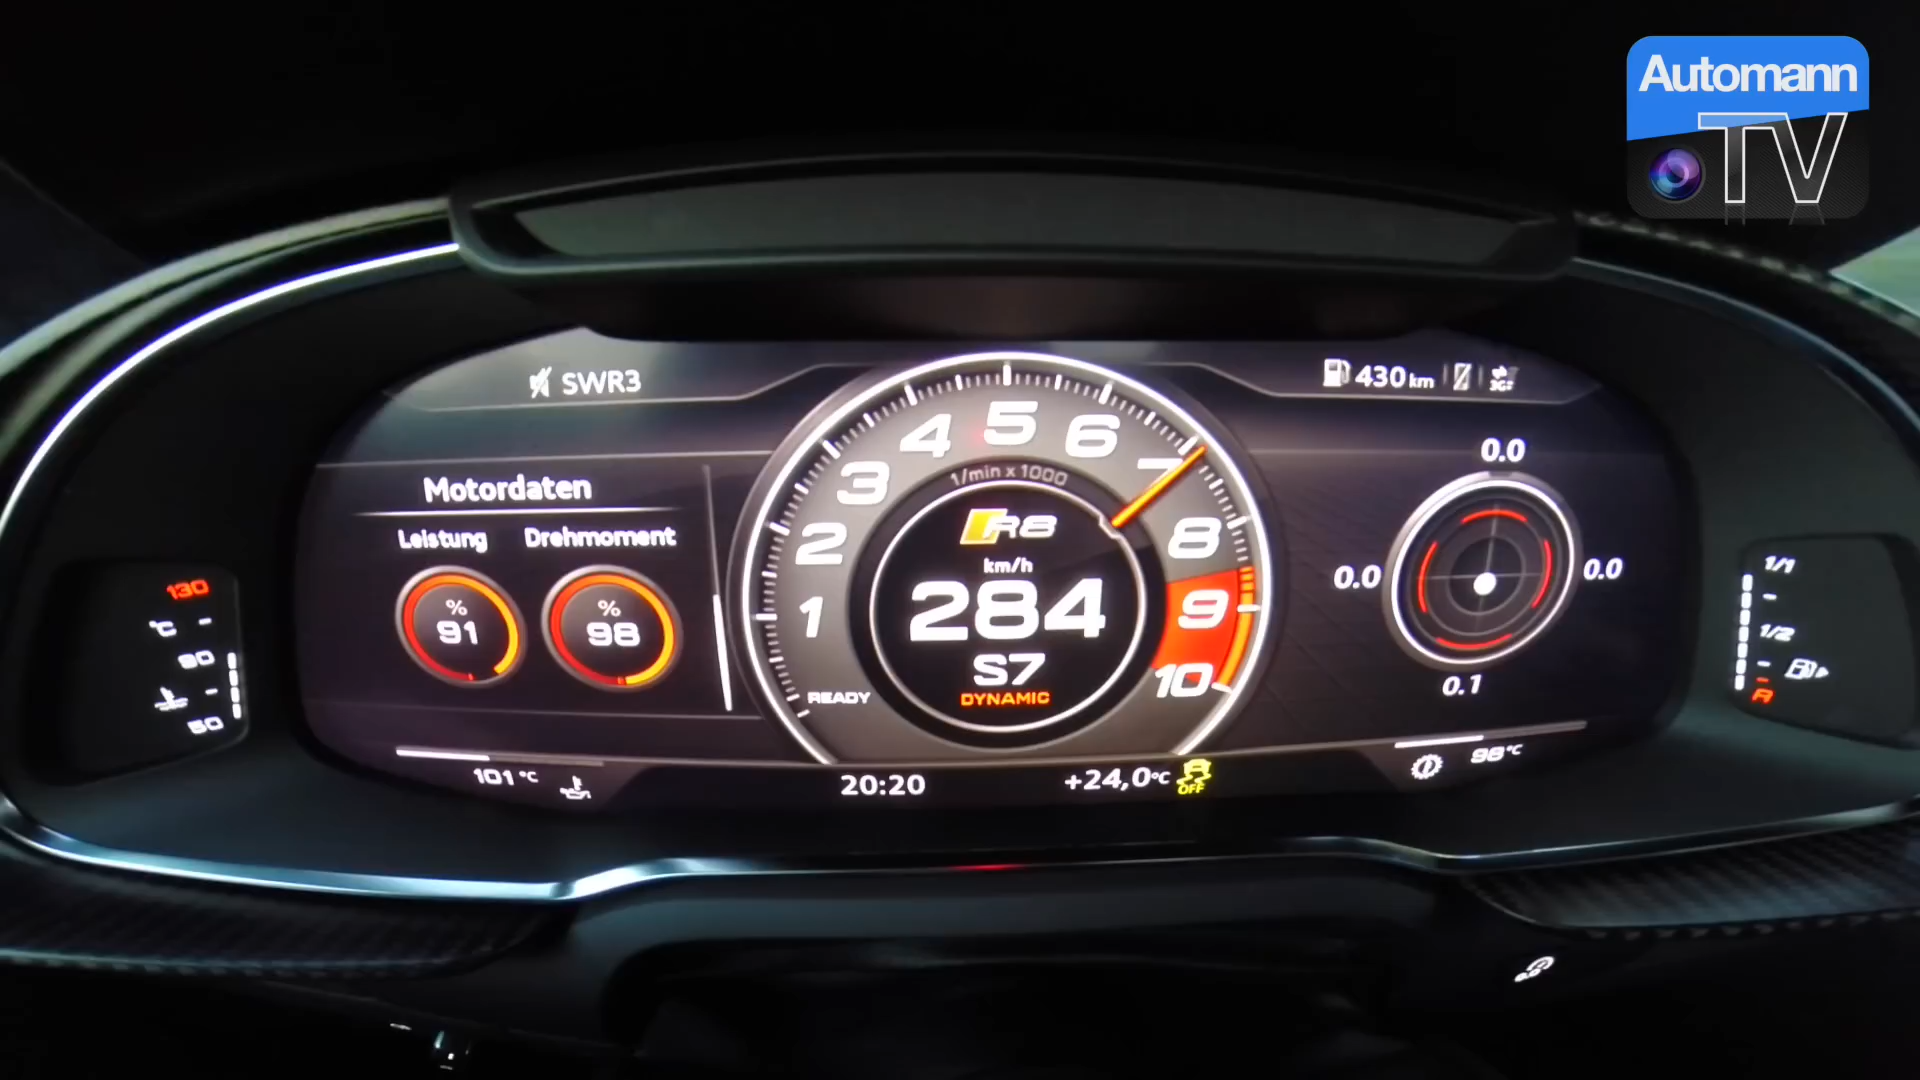 Automann
TV
SWR3
430 km
3G
Motordaten
Leistung
Drehmoment
%
91
%
98
1
2
3
4
5
6
7
8
9
10
1/min x 1000
R8
km/h
284
S7
DYNAMIC
READY
0.0
0.0
0.0
0.1
130
°C
90
50
1/1
1/2
R
101 °C
20:20
+24,0°C
OFF
98 °C